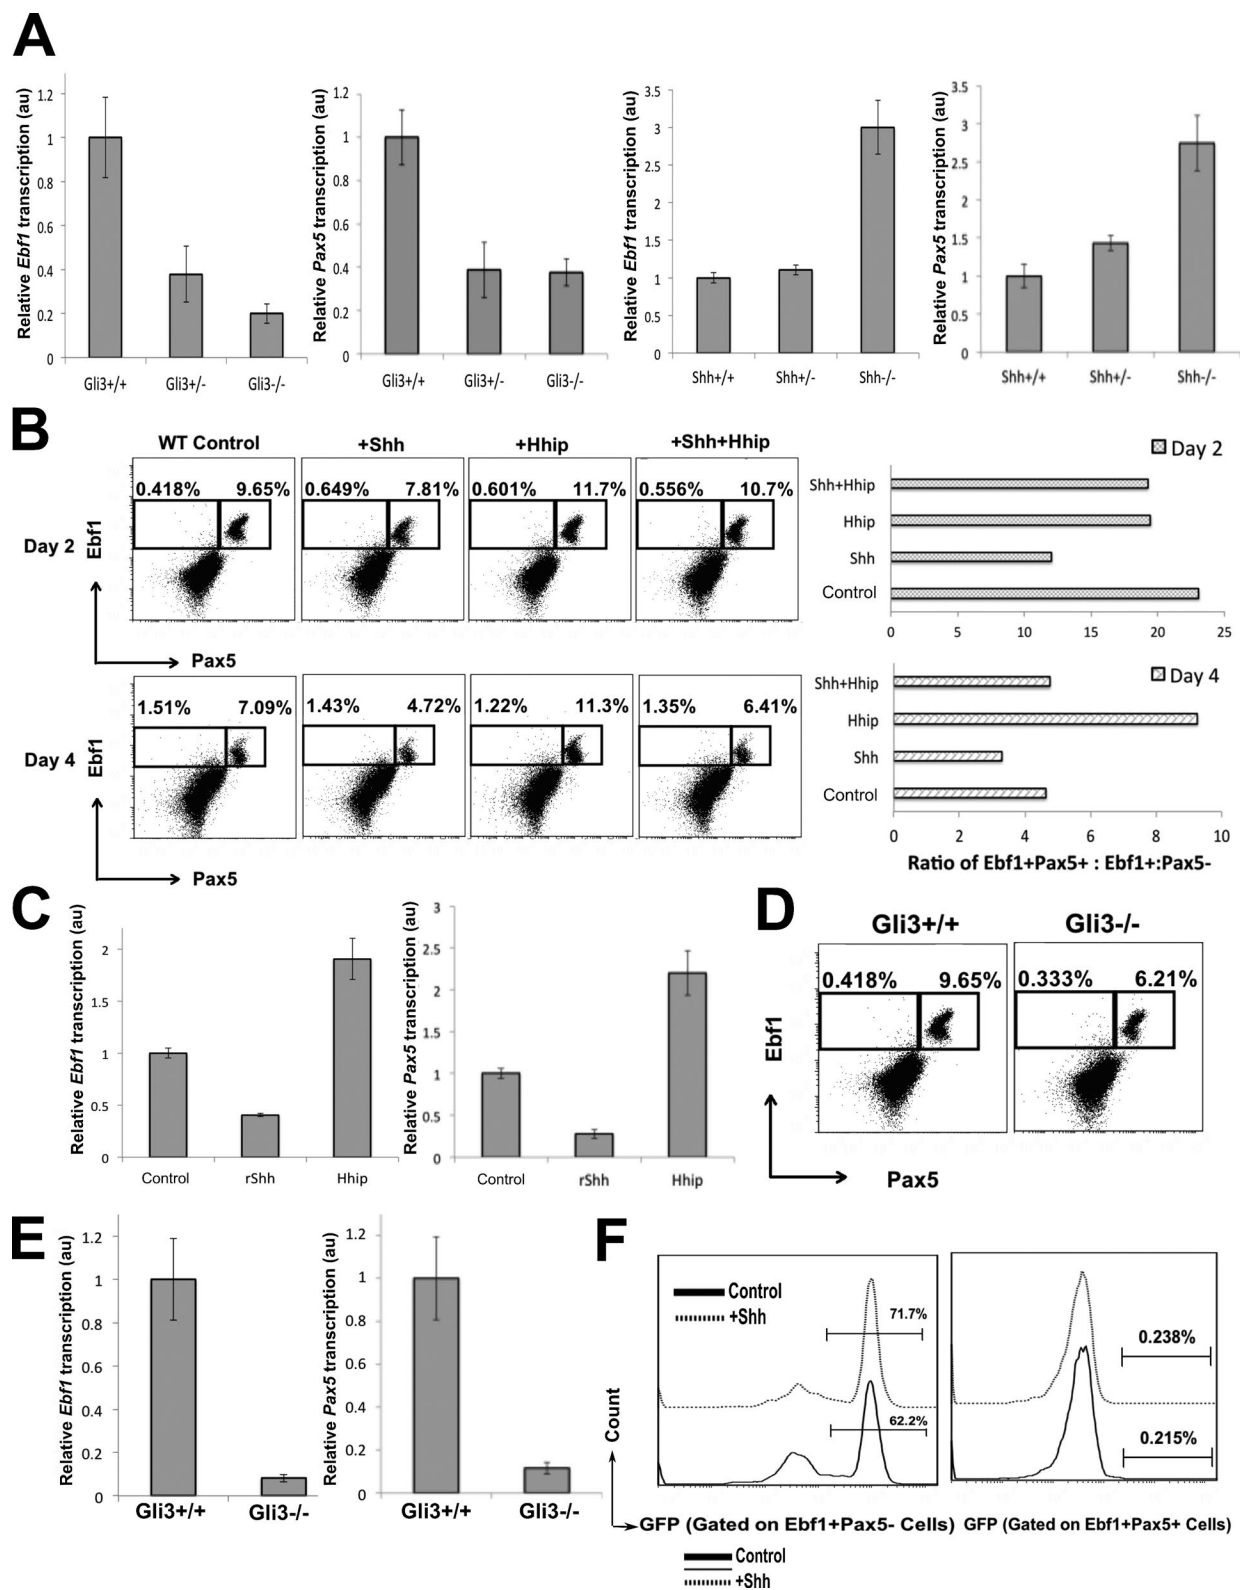 A
Relative Ebf1 transcription (au)
1.2
1
0.8
0.6
0.4
0.2
0
Gli3+/+
Gli3+/-
Gli3-/-
Relative Pax5 transcription (au)
1.2
1
0.8
0.6
0.4
0.2
0
Gli3+/+
Gli3+/-
Gli3-/-
Relative Ebf1 transcription (au)
3.5
3
2.5
2
1.5
1
0.5
0
Shh+/+
Shh+/-
Shh-/-
Relative Pax5 transcription (au)
3.5
3
2.5
2
1.5
1
0.5
0
Shh+/+
Shh+/-
Shh-/-
B
WT Control
+Shh
+Hhip
+Shh+Hhip
Day 2
Ebf1
0.418% 9.65%
0.649% 7.81%
0.601% 11.7%
0.556% 10.7%
Pax5
Day 2
Shh+Hhip
Hhip
Shh
Control
0 5 10 15 20 25
Day 4
Ebf1
1.51% 7.09%
1.43% 4.72%
1.22% 11.3%
1.35% 6.41%
Pax5
Day 4
Shh+Hhip
Hhip
Shh
Control
0 2 4 6 8 10
Ratio of Ebf1+Pax5+ : Ebf1+:Pax5-
C
Relative Ebf1 transcription (au)
2
1.5
1
0.5
0
Control
rShh
Hhip
Relative Pax5 transcription (au)
3
2.5
2
1.5
1
0.5
0
Control
rShh
Hhip
D
Gli3+/+
Gli3-/-
Ebf1
0.418% 9.65%
0.333% 6.21%
Pax5
E
Relative Ebf1 transcription (au)
1.2
1
0.8
0.6
0.4
0.2
0
Gli3+/+
Gli3-/-
Relative Pax5 transcription (au)
1.2
1
0.8
0.6
0.4
0.2
0
Gli3+/+
Gli3-/-
F
Control
+Shh
71.7%
62.2%
0.238%
0.215%
Count
GFP (Gated on Ebf1+Pax5- Cells)
GFP (Gated on Ebf1+Pax5+ Cells)
Control
+Shh